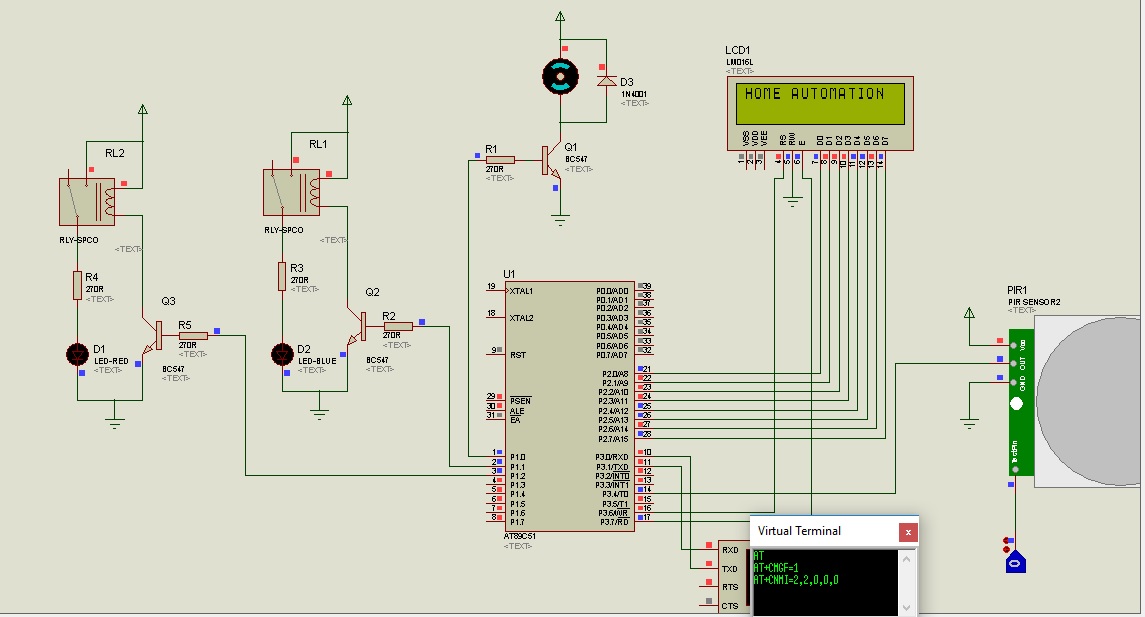 LCD1
LM016L
<TEXT>
HOME AUTOMATION
VSS VDD VEE RS RW E D0 D1 D2 D3 D4 D5 D6 D7
1 2 3 4 5 6 7 8 9 10 11 12 13 14
D3
1N4001
<TEXT>
R1
270R
<TEXT>
Q1
BC547
<TEXT>
RL2
RLY-SPCO
<TEXT>
RL1
RLY-SPCO
<TEXT>
R4
270R
<TEXT>
R3
270R
<TEXT>
Q3
BC547
<TEXT>
R5
270R
<TEXT>
D1
LED-RED
<TEXT>
Q2
BC547
<TEXT>
R2
270R
<TEXT>
D2
LED-BLUE
<TEXT>
U1
19 XTAL1
18 XTAL2
9 RST
29 PSEN
30 ALE
31 EA
1 P1.0
2 P1.1
3 P1.2
4 P1.3
5 P1.4
6 P1.5
7 P1.6
8 P1.7
P0.0/AD0 39
P0.1/AD1 38
P0.2/AD2 37
P0.3/AD3 36
P0.4/AD4 35
P0.5/AD5 34
P0.6/AD6 33
P0.7/AD7 32
P2.0/A8 21
P2.1/A9 22
P2.2/A10 23
P2.3/A11 24
P2.4/A12 25
P2.5/A13 26
P2.6/A14 27
P2.7/A15 28
P3.0/RXD 10
P3.1/TXD 11
P3.2/INT0 12
P3.3/INT1 13
P3.4/T0 14
P3.5/T1 15
P3.6/WR 16
P3.7/RD 17
AT89C51
<TEXT>
PIR1
PIR SENSOR2
<TEXT>
OUT
GND
TestPin
0
RXD
TXD
RTS
CTS
Virtual Terminal
x
AT
AT+CMGF=1
AT+CNMI=2,2,0,0,0